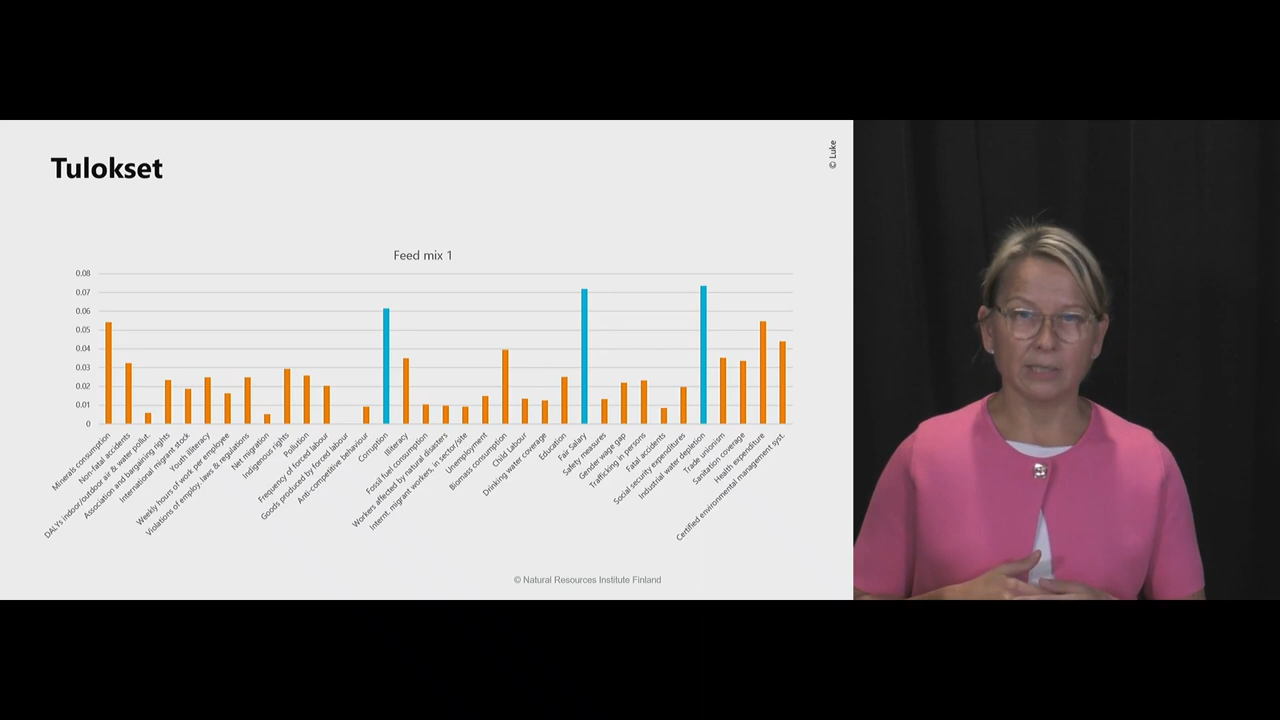 Tulokset
© Luke
Feed mix 1
0.08
0.07
0.06
0.05
0.04
0.03
0.02
0.01
0
Minerals consumption
Non-fatal accidents
DALYs indoor/outdoor air & water pollut.
Association and bargaining rights
International migrant stock
Youth illiteracy
Weekly hours of work per employee
Violations of employ. laws & regulations
Net migration
Indigenous rights
Pollution
Frequency of forced labour
Goods produced by forced labour
Anti-competitive behaviour
Corruption
Illiteracy
Fossil fuel consumption
Workers affected by natural disasters
Internt. migrant workers, in sector/site
Unemployment
Biomass consumption
Child Labour
Drinking water coverage
Education
Fair Salary
Safety measures
Gender wage gap
Trafficking in persons
Fatal accidents
Social security expenditures
Industrial water depletion
Trade unionism
Sanitation coverage
Health expenditure
Certified environmental management syst.
© Natural Resources Institute Finland